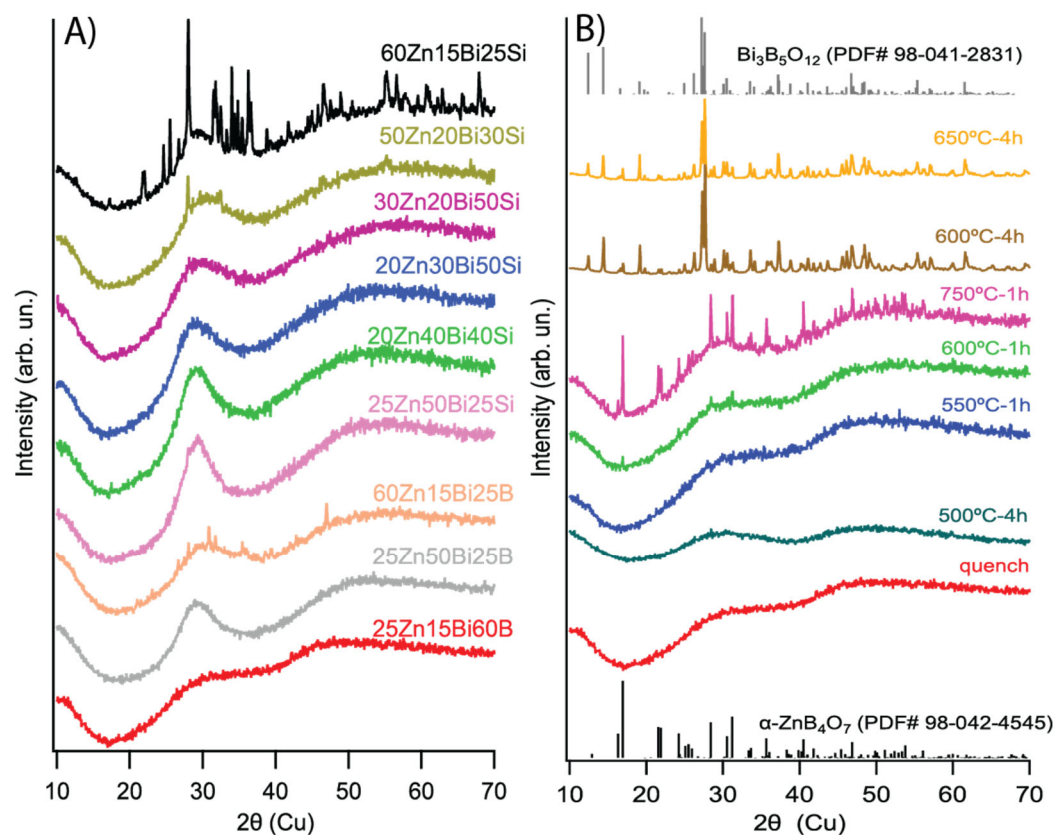 A)
60Zn15Bi25Si
50Zn20Bi30Si
30Zn20Bi50Si
20Zn30Bi50Si
20Zn40Bi40Si
25Zn50Bi25Si
60Zn15Bi25B
25Zn50Bi25B
25Zn15Bi60B
Intensity (arb. un.)
10 20 30 40 50 60 70
2θ (Cu)
B)
Bi₃B₅O₁₂ (PDF# 98-041-2831)
650ºC-4h
600ºC-4h
750ºC-1h
600ºC-1h
550ºC-1h
500ºC-4h
quench
α-ZnB₄O₇ (PDF# 98-042-4545)
Intensity (arb. un.)
10 20 30 40 50 60 70
2θ (Cu)